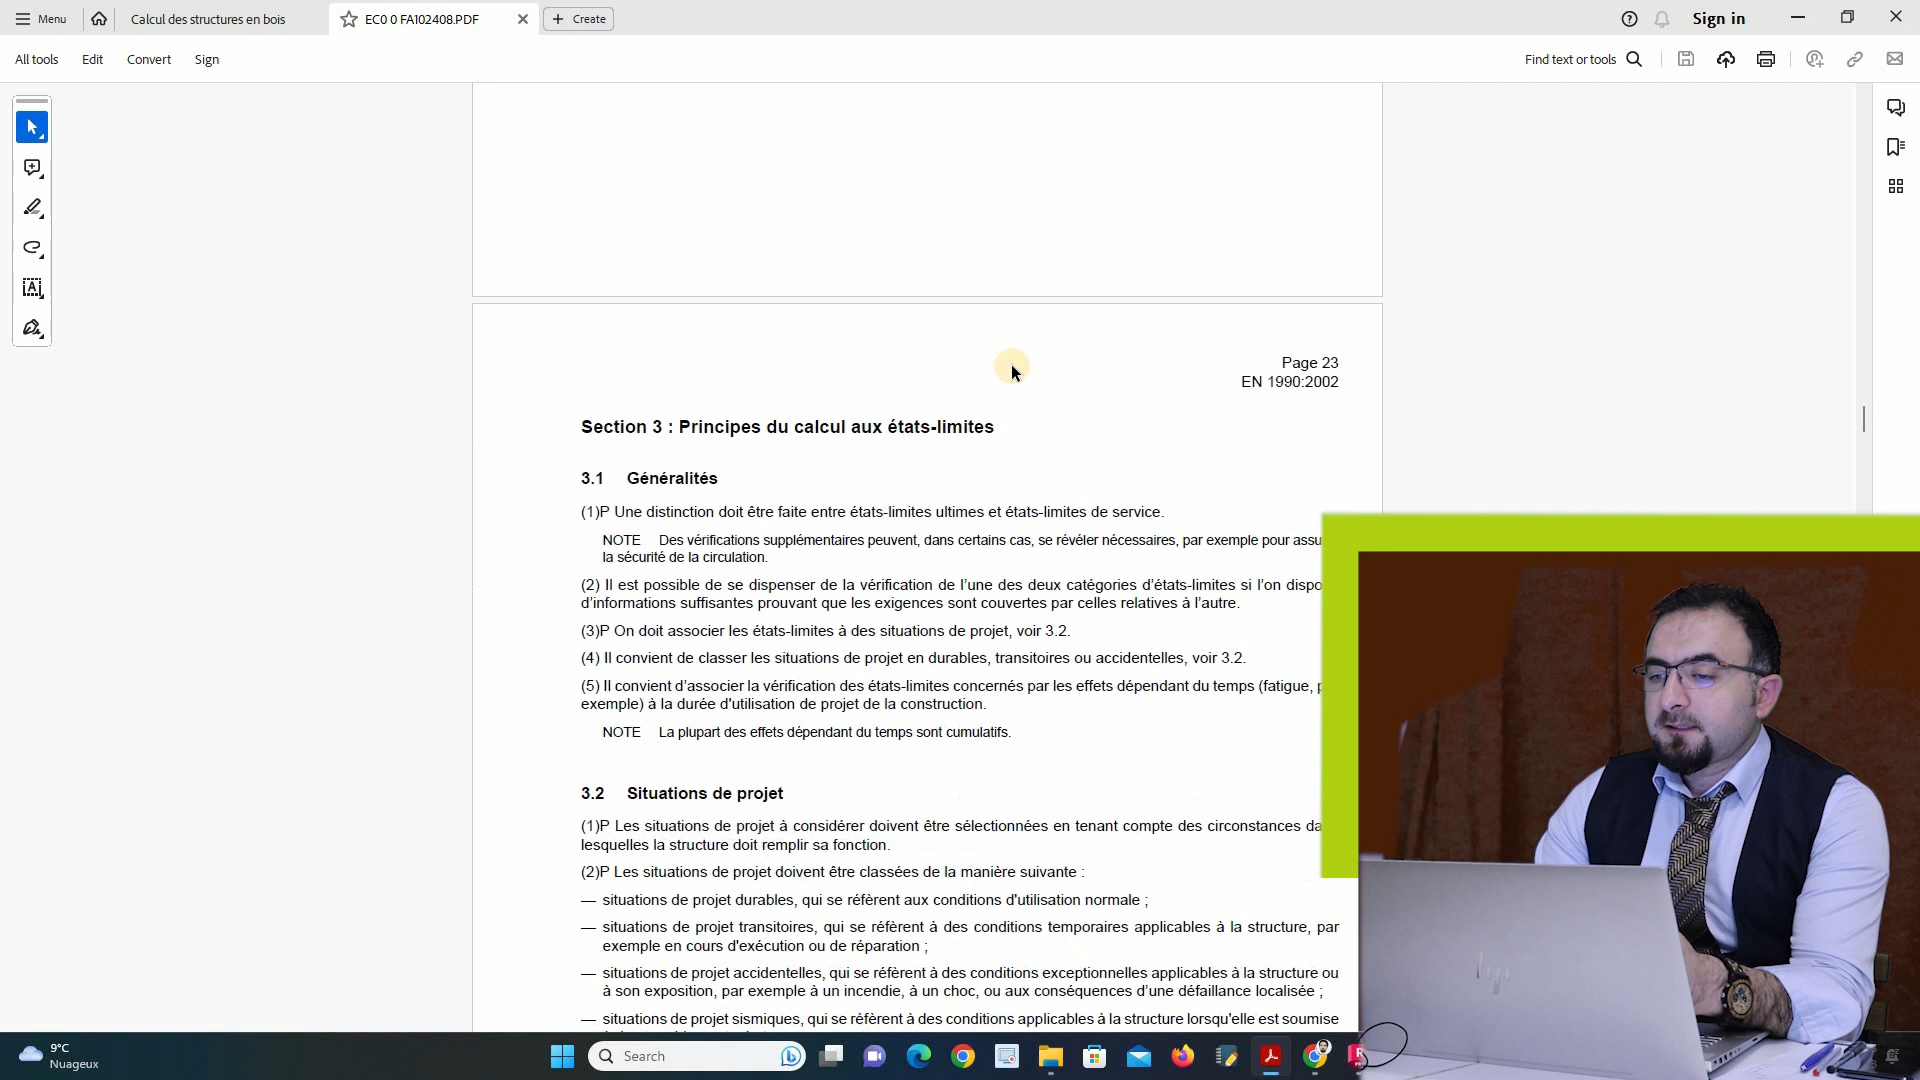 Menu
Calcul des structures en bois
EC0 0 FA102408.PDF
Create
Sign in
All tools
Edit
Convert
Sign
Find text or tools
Page 23
EN 1990:2002
Section 3 : Principes du calcul aux états-limites
3.1 Généralités
(1)P Une distinction doit être faite entre états-limites ultimes et états-limites de service.
NOTE Des vérifications supplémentaires peuvent, dans certains cas, se révéler nécessaires, par exemple pour assu
la sécurité de la circulation.
(2) Il est possible de se dispenser de la vérification de l’une des deux catégories d’états-limites si l’on dispo
d’informations suffisantes prouvant que les exigences sont couvertes par celles relatives à l’autre.
(3)P On doit associer les états-limites à des situations de projet, voir 3.2.
(4) Il convient de classer les situations de projet en durables, transitoires ou accidentelles, voir 3.2.
(5) Il convient d’associer la vérification des états-limites concernés par les effets dépendant du temps (fatigue, p
exemple) à la durée d'utilisation de projet de la construction.
NOTE La plupart des effets dépendant du temps sont cumulatifs.
3.2 Situations de projet
(1)P Les situations de projet à considérer doivent être sélectionnées en tenant compte des circonstances da
lesquelles la structure doit remplir sa fonction.
(2)P Les situations de projet doivent être classées de la manière suivante :
— situations de projet durables, qui se réfèrent aux conditions d'utilisation normale ;
— situations de projet transitoires, qui se réfèrent à des conditions temporaires applicables à la structure, par
exemple en cours d'exécution ou de réparation ;
— situations de projet accidentelles, qui se réfèrent à des conditions exceptionnelles applicables à la structure ou
à son exposition, par exemple à un incendie, à un choc, ou aux conséquences d’une défaillance localisée ;
— situations de projet sismiques, qui se réfèrent à des conditions applicables à la structure lorsqu'elle est soumise
hp
9°C
Nuageux
Search